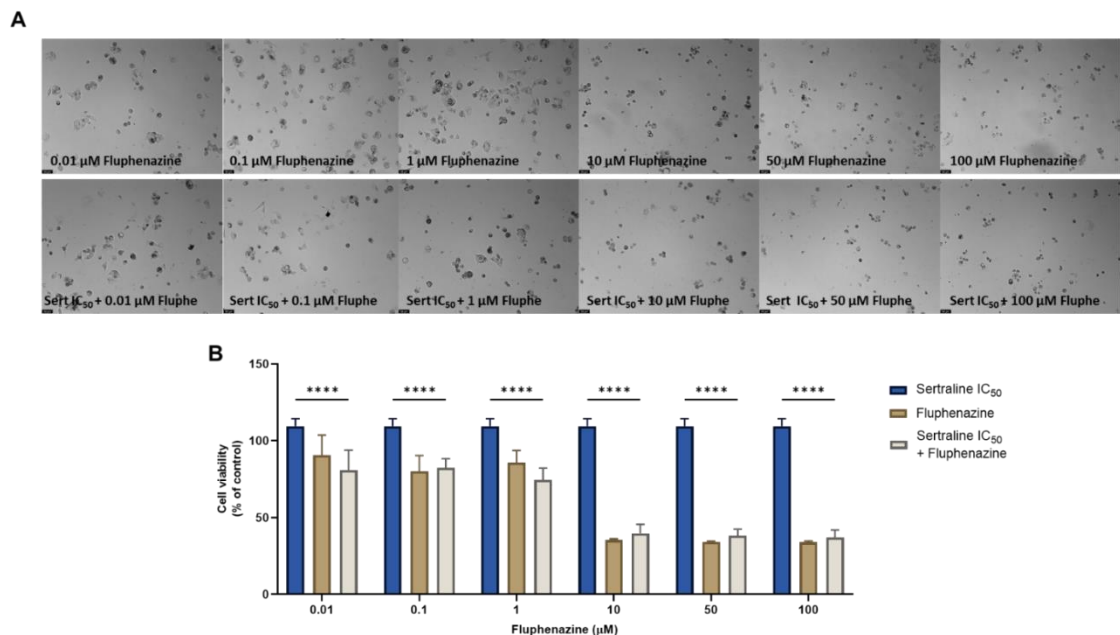 A
0.01 µM Fluphenazine
0.1 µM Fluphenazine
1 µM Fluphenazine
10 µM Fluphenazine
50 µM Fluphenazine
100 µM Fluphenazine
Sert IC50 + 0.01 µM Fluphe
Sert IC50 + 0.1 µM Fluphe
Sert IC50 + 1 µM Fluphe
Sert IC50 + 10 µM Fluphe
Sert IC50 + 50 µM Fluphe
Sert IC50 + 100 µM Fluphe
B
150
100
50
0
Cell viability
(% of control)
**** **** **** **** **** ****
0.01 0.1 1 10 50 100
Fluphenazine (µM)
Sertraline IC50
Fluphenazine
Sertraline IC50
+ Fluphenazine